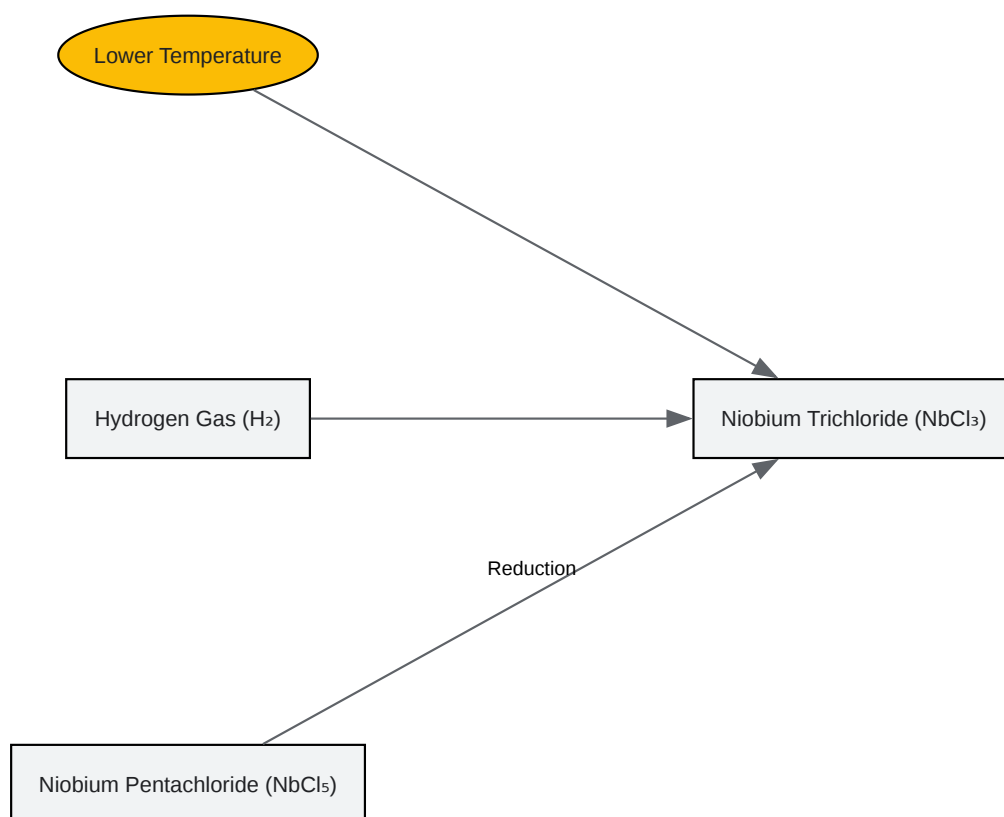 Lower Temperature
Hydrogen Gas (H₂)
Niobium Trichloride (NbCl₃)
Reduction
Niobium Pentachloride (NbCl₅)